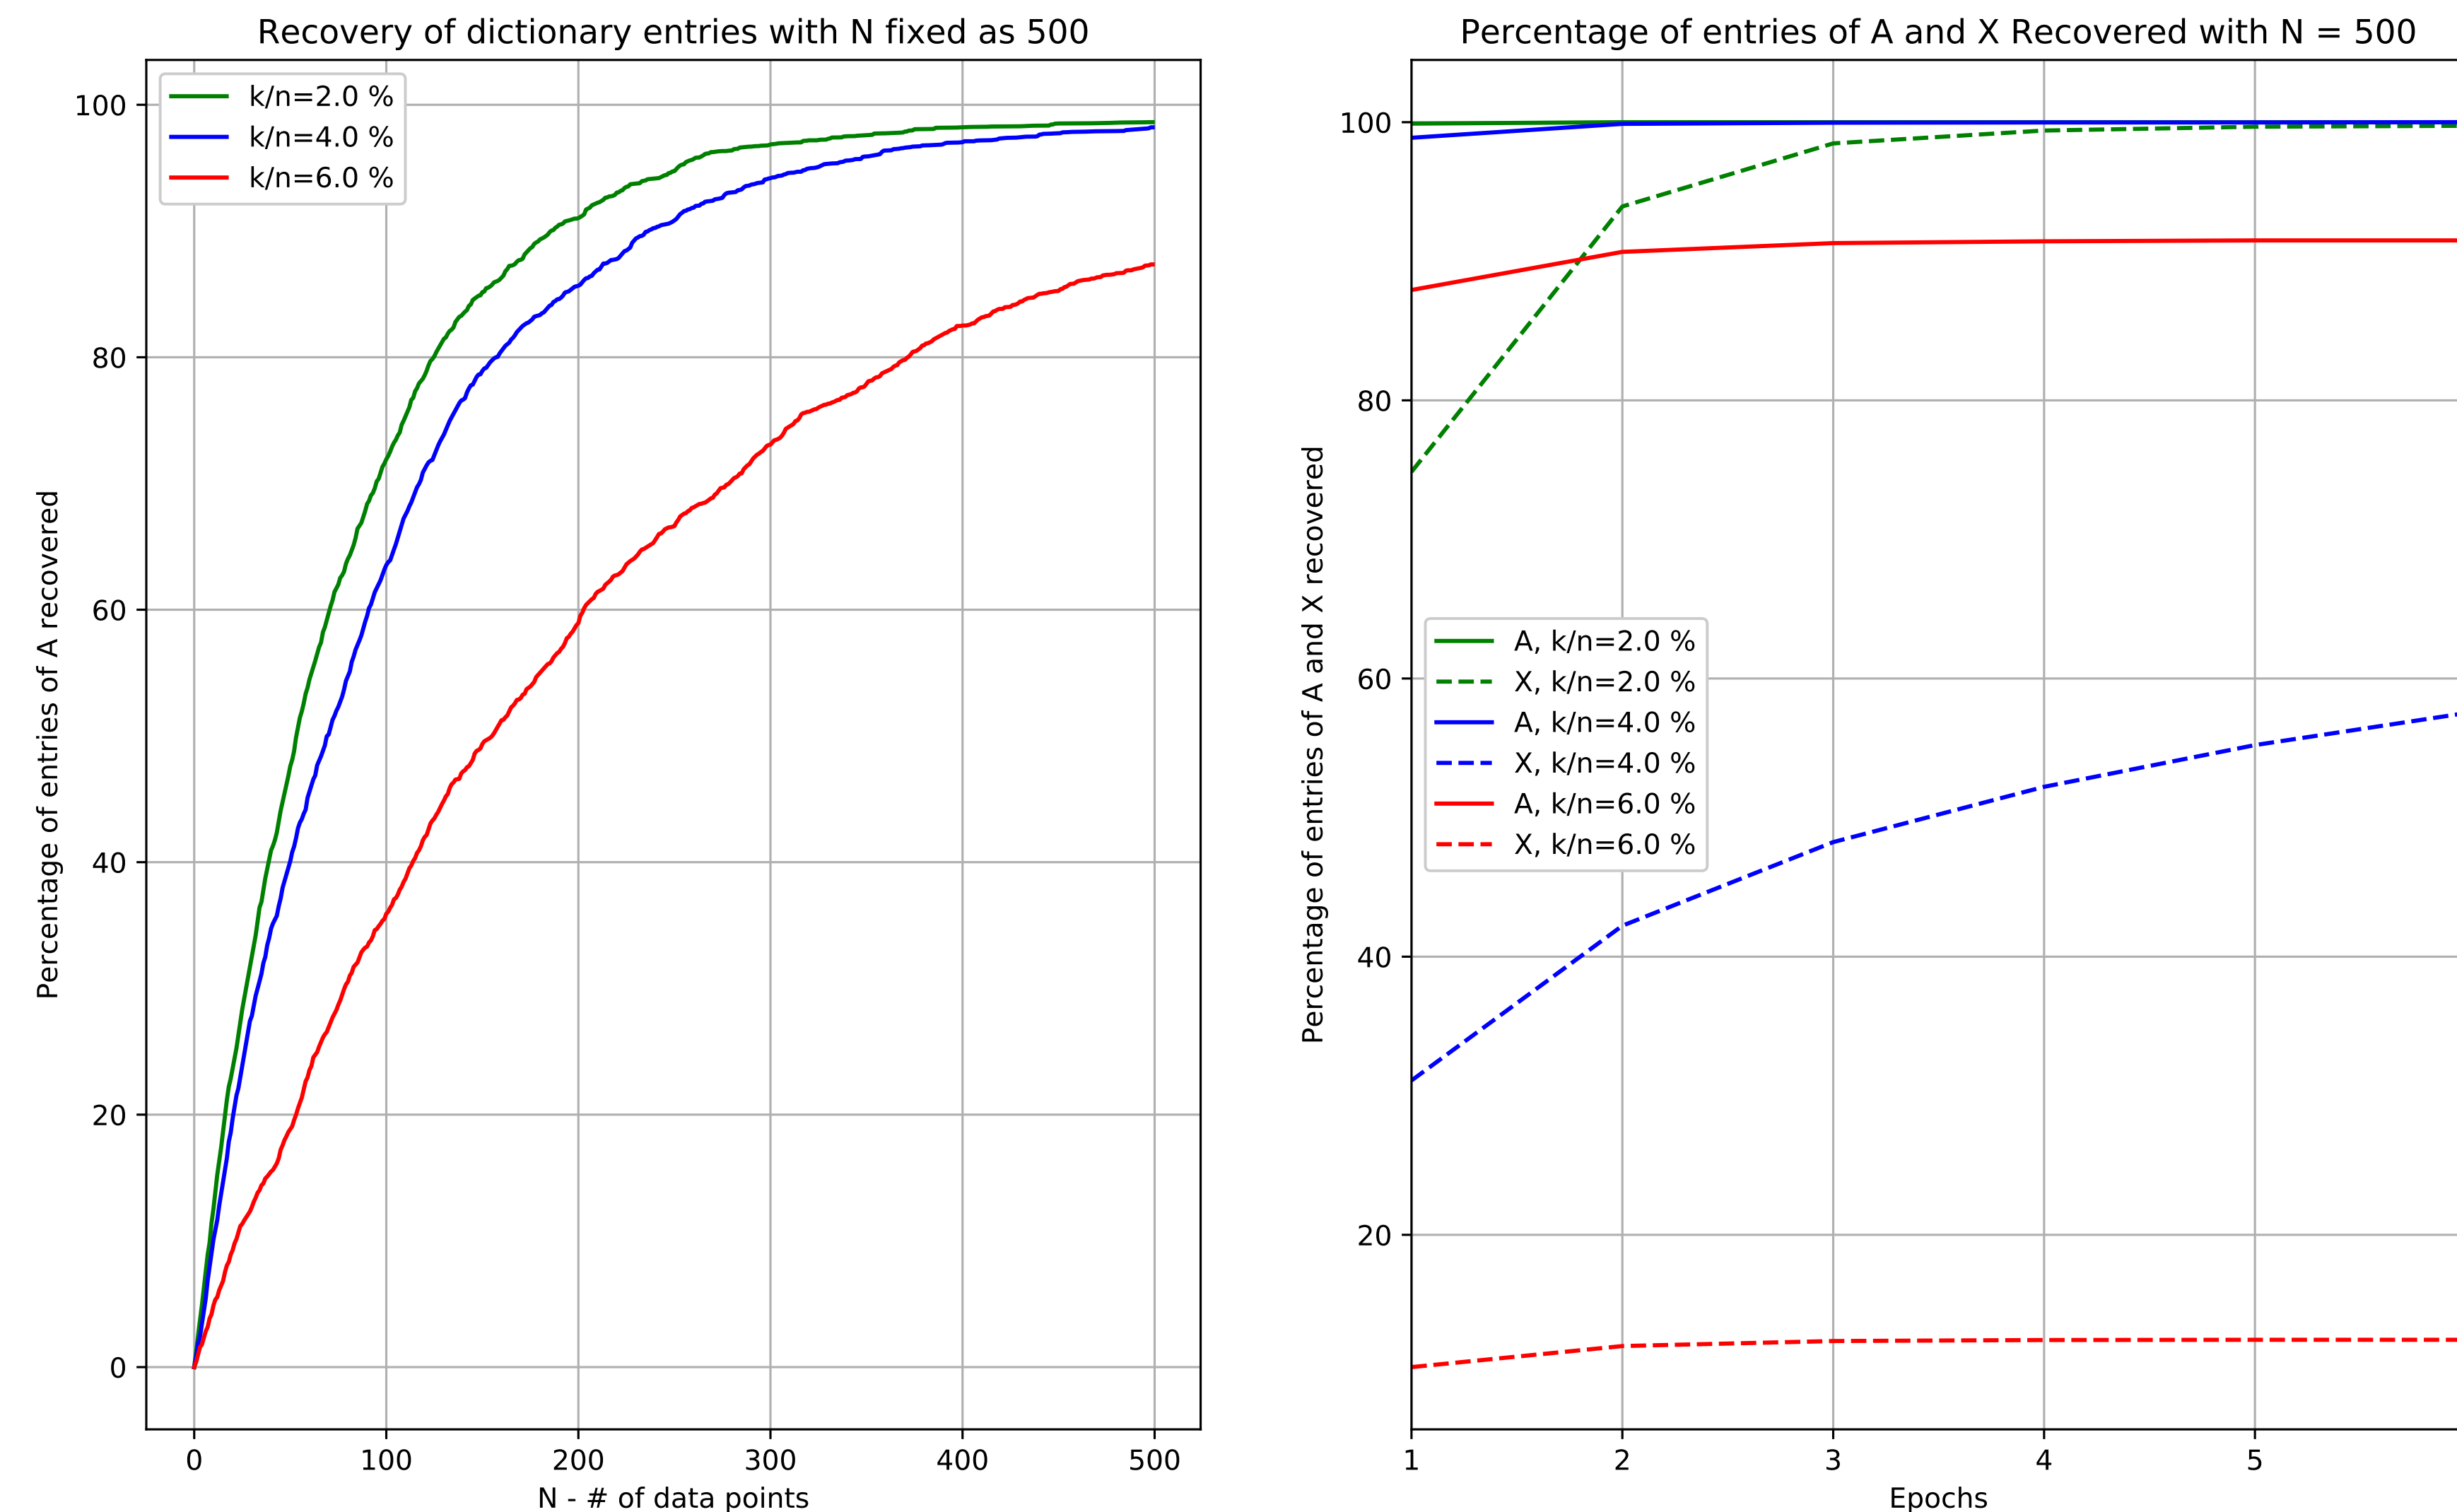 Recovery of dictionary entries with N fixed as 500
k/n=2.0 %
k/n=4.0 %
k/n=6.0 %
100
80
60
40
20
0
Percentage of entries of A recovered
0 100 200 300 400 500
N - # of data points
Percentage of entries of A and X Recovered with N = 500
100
80
60
40
20
Percentage of entries of A and X recovered
A, k/n=2.0 %
X, k/n=2.0 %
A, k/n=4.0 %
X, k/n=4.0 %
A, k/n=6.0 %
X, k/n=6.0 %
1 2 3 4 5
Epochs